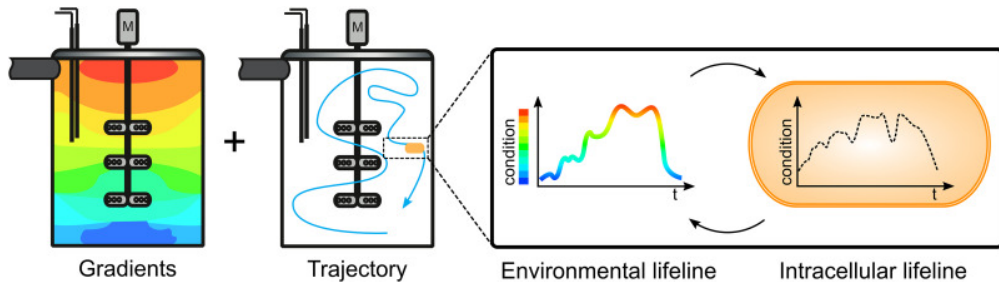 M
M
+
condition
t
condition
t
Gradients
Trajectory
Environmental lifeline
Intracellular lifeline